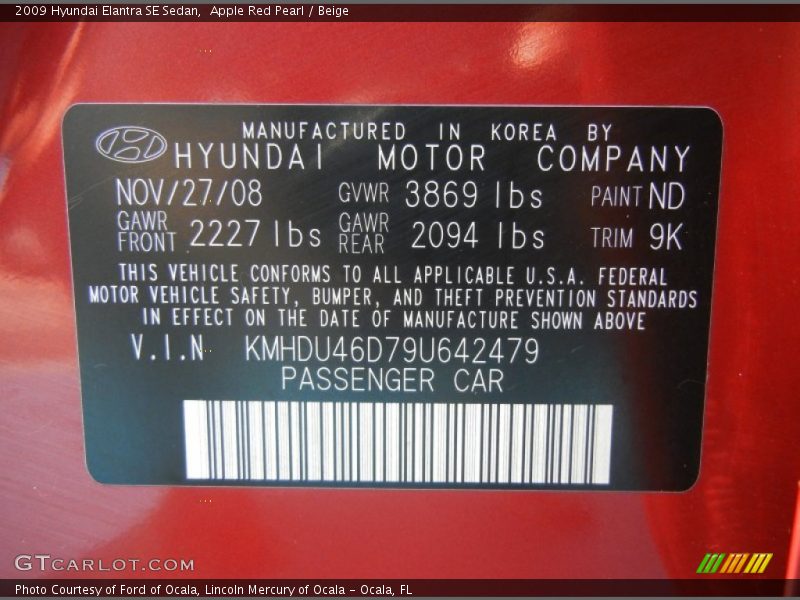 2009 Hyundai Elantra SE Sedan,  Apple Red Pearl / Beige
MANUFACTURED IN KOREA BY
HYUNDAI MOTOR COMPANY
NOV/27/08 GVWR 3869 lbs PAINT ND
GAWR FRONT 2227 lbs GAWR REAR 2094 lbs TRIM 9K
THIS VEHICLE CONFORMS TO ALL APPLICABLE U.S.A. FEDERAL
MOTOR VEHICLE SAFETY, BUMPER, AND THEFT PREVENTION STANDARDS
IN EFFECT ON THE DATE OF MANUFACTURE SHOWN ABOVE
V.I.N KMHDU46D79U642479
PASSENGER CAR
GTCARLOT.COM
Photo Courtesy of Ford of Ocala, Lincoln Mercury of Ocala - Ocala, FL